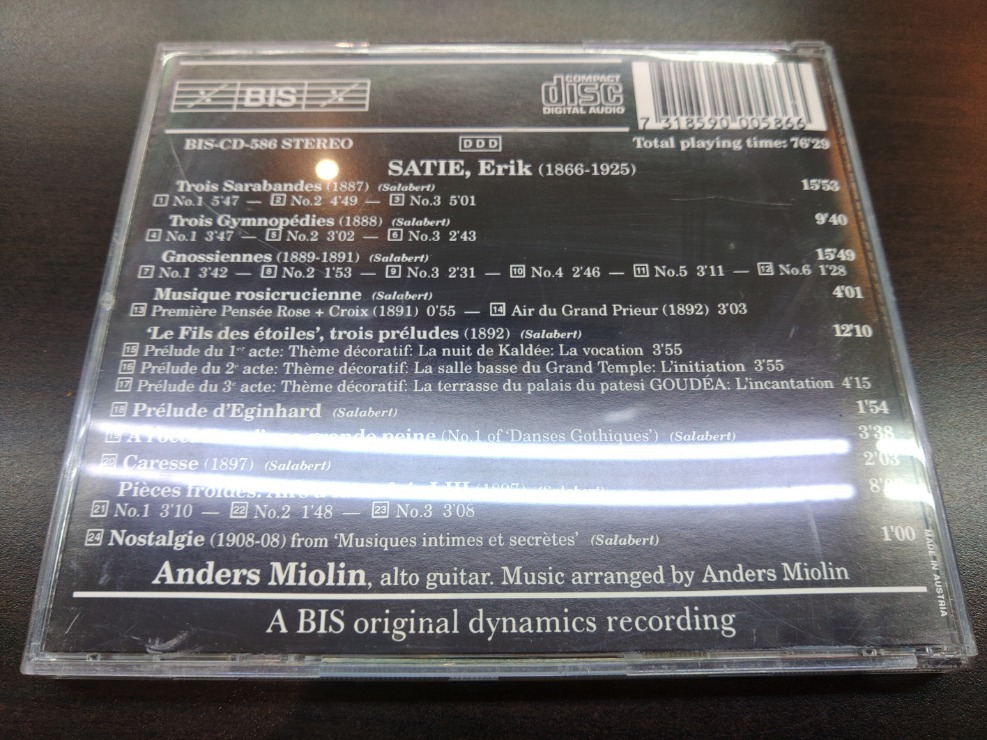 BIS
COMPACT
disc
DIGITAL AUDIO
7 318590 005866
BIS-CD-586 STEREO
DDD
Total playing time: 76'29
SATIE, Erik (1866-1925)
Trois Sarabandes (1887) (Salabert) 15'53
1 No.1 5'47 — 2 No.2 4'49 — 3 No.3 5'01
Trois Gymnopédies (1888) (Salabert) 9'40
4 No.1 3'47 — 5 No.2 3'02 — 6 No.3 2'43
Gnossiennes (1889-1891) (Salabert) 15'49
7 No.1 3'42 — 8 No.2 1'53 — 9 No.3 2'31 — 10 No.4 2'46 — 11 No.5 3'11 — 12 No.6 1'28
Musique rosicrucienne (Salabert) 4'01
13 Première Pensée Rose + Croix (1891) 0'55 — 14 Air du Grand Prieur (1892) 3'03
'Le Fils des étoiles', trois préludes (1892) (Salabert) 12'10
15 Prélude du 1er acte: Thème décoratif: La nuit de Kaldée: La vocation 3'55
16 Prélude du 2e acte: Thème décoratif: La salle basse du Grand Temple: L'initiation 3'55
17 Prélude du 3e acte: Thème décoratif: La terrasse du palais du patesi GOUDÉA: L'incantation 4'15
18 Prélude d'Eginhard (Salabert) 1'54
19 grande peine (No.1 of 'Danses Gothiques') (Salabert) 3'38
20 Caresse (1897) (Salabert) 2'03
Pièces froides:
21 No.1 3'10 — 22 No.2 1'48 — 23 No.3 3'08
24 Nostalgie (1908-08) from 'Musiques intimes et secrètes' (Salabert) 1'00
Anders Miolin, alto guitar. Music arranged by Anders Miolin
MADE IN AUSTRIA
A BIS original dynamics recording